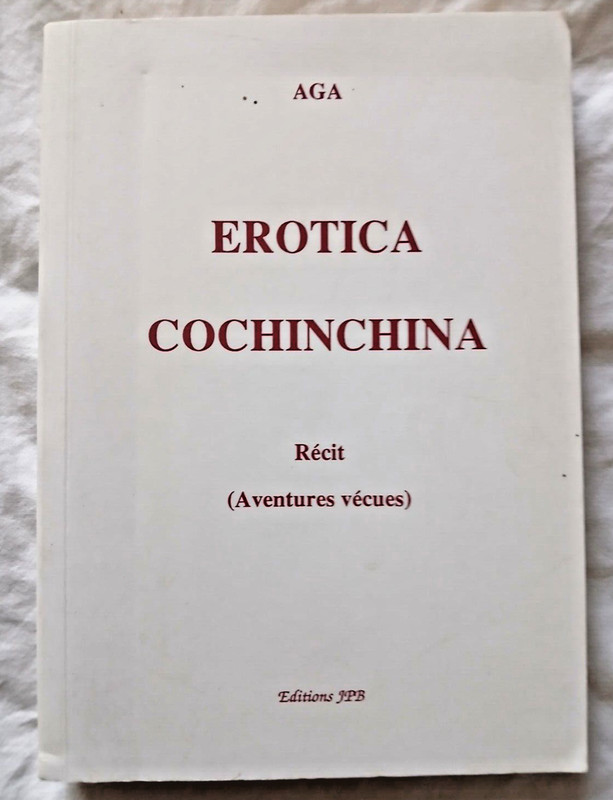 AGA
EROTICA
COCHINCHINA
Récit
(Aventures vécues)
Editions JPB